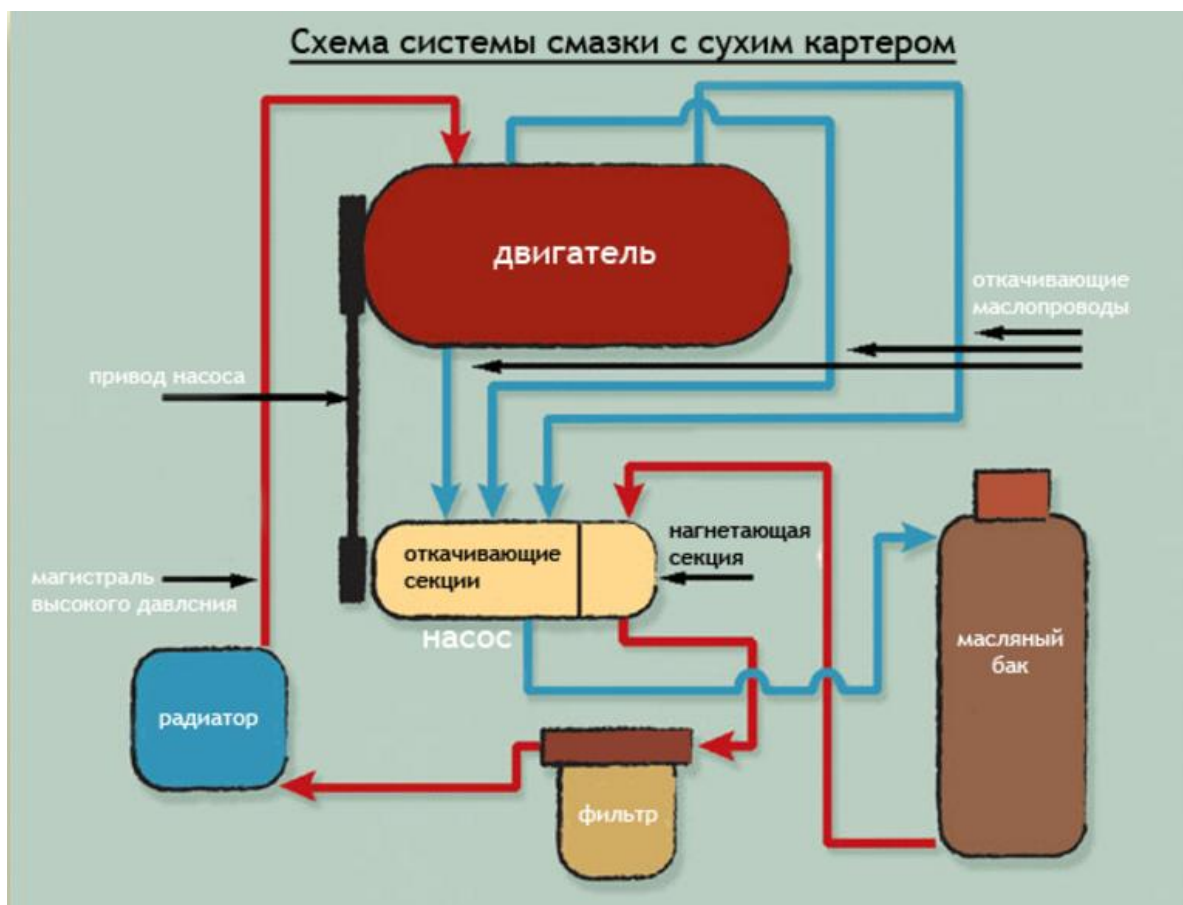 Схема системы смазки с сухим картером
двигатель
откачивающие
маслопроводы
привод насоса
нагнетающая
секция
откачивающие
секции
магистраль
высокого давлсния
насос
масляный
бак
радиатор
фильтр